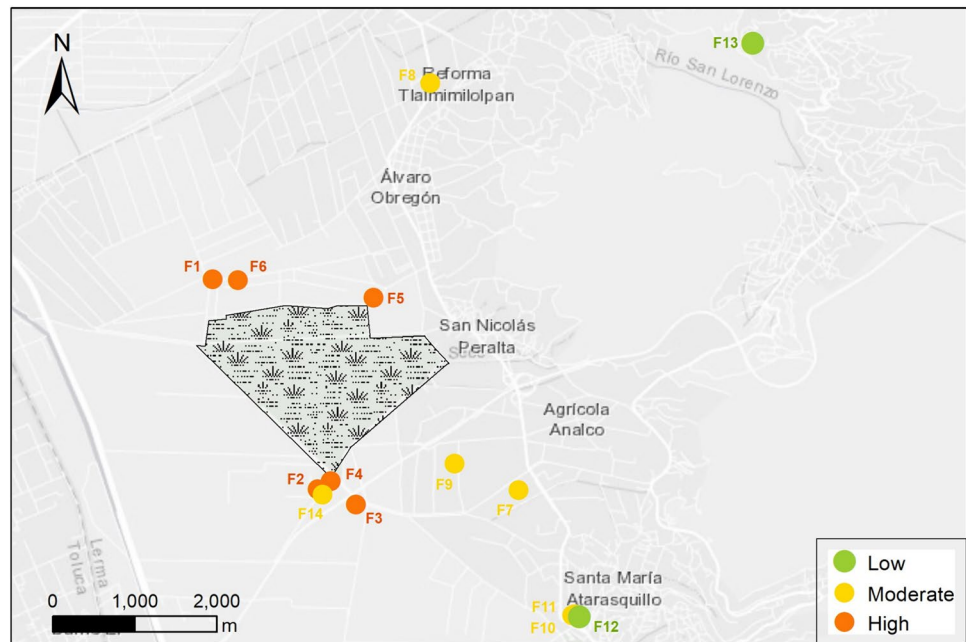 N
F13
Río San Lorenzo
F8
Reforma
Tlalmimilolpan
Álvaro
Obregón
F1
F6
F5
San Nicolás
Peralta
Agrícola
Analco
F2
F4
F9
F7
F14
F3
Lerma
Toluca
Santa María
Atarasquillo
F11
F10
F12
0 1,000 2,000
m
Low
Moderate
High